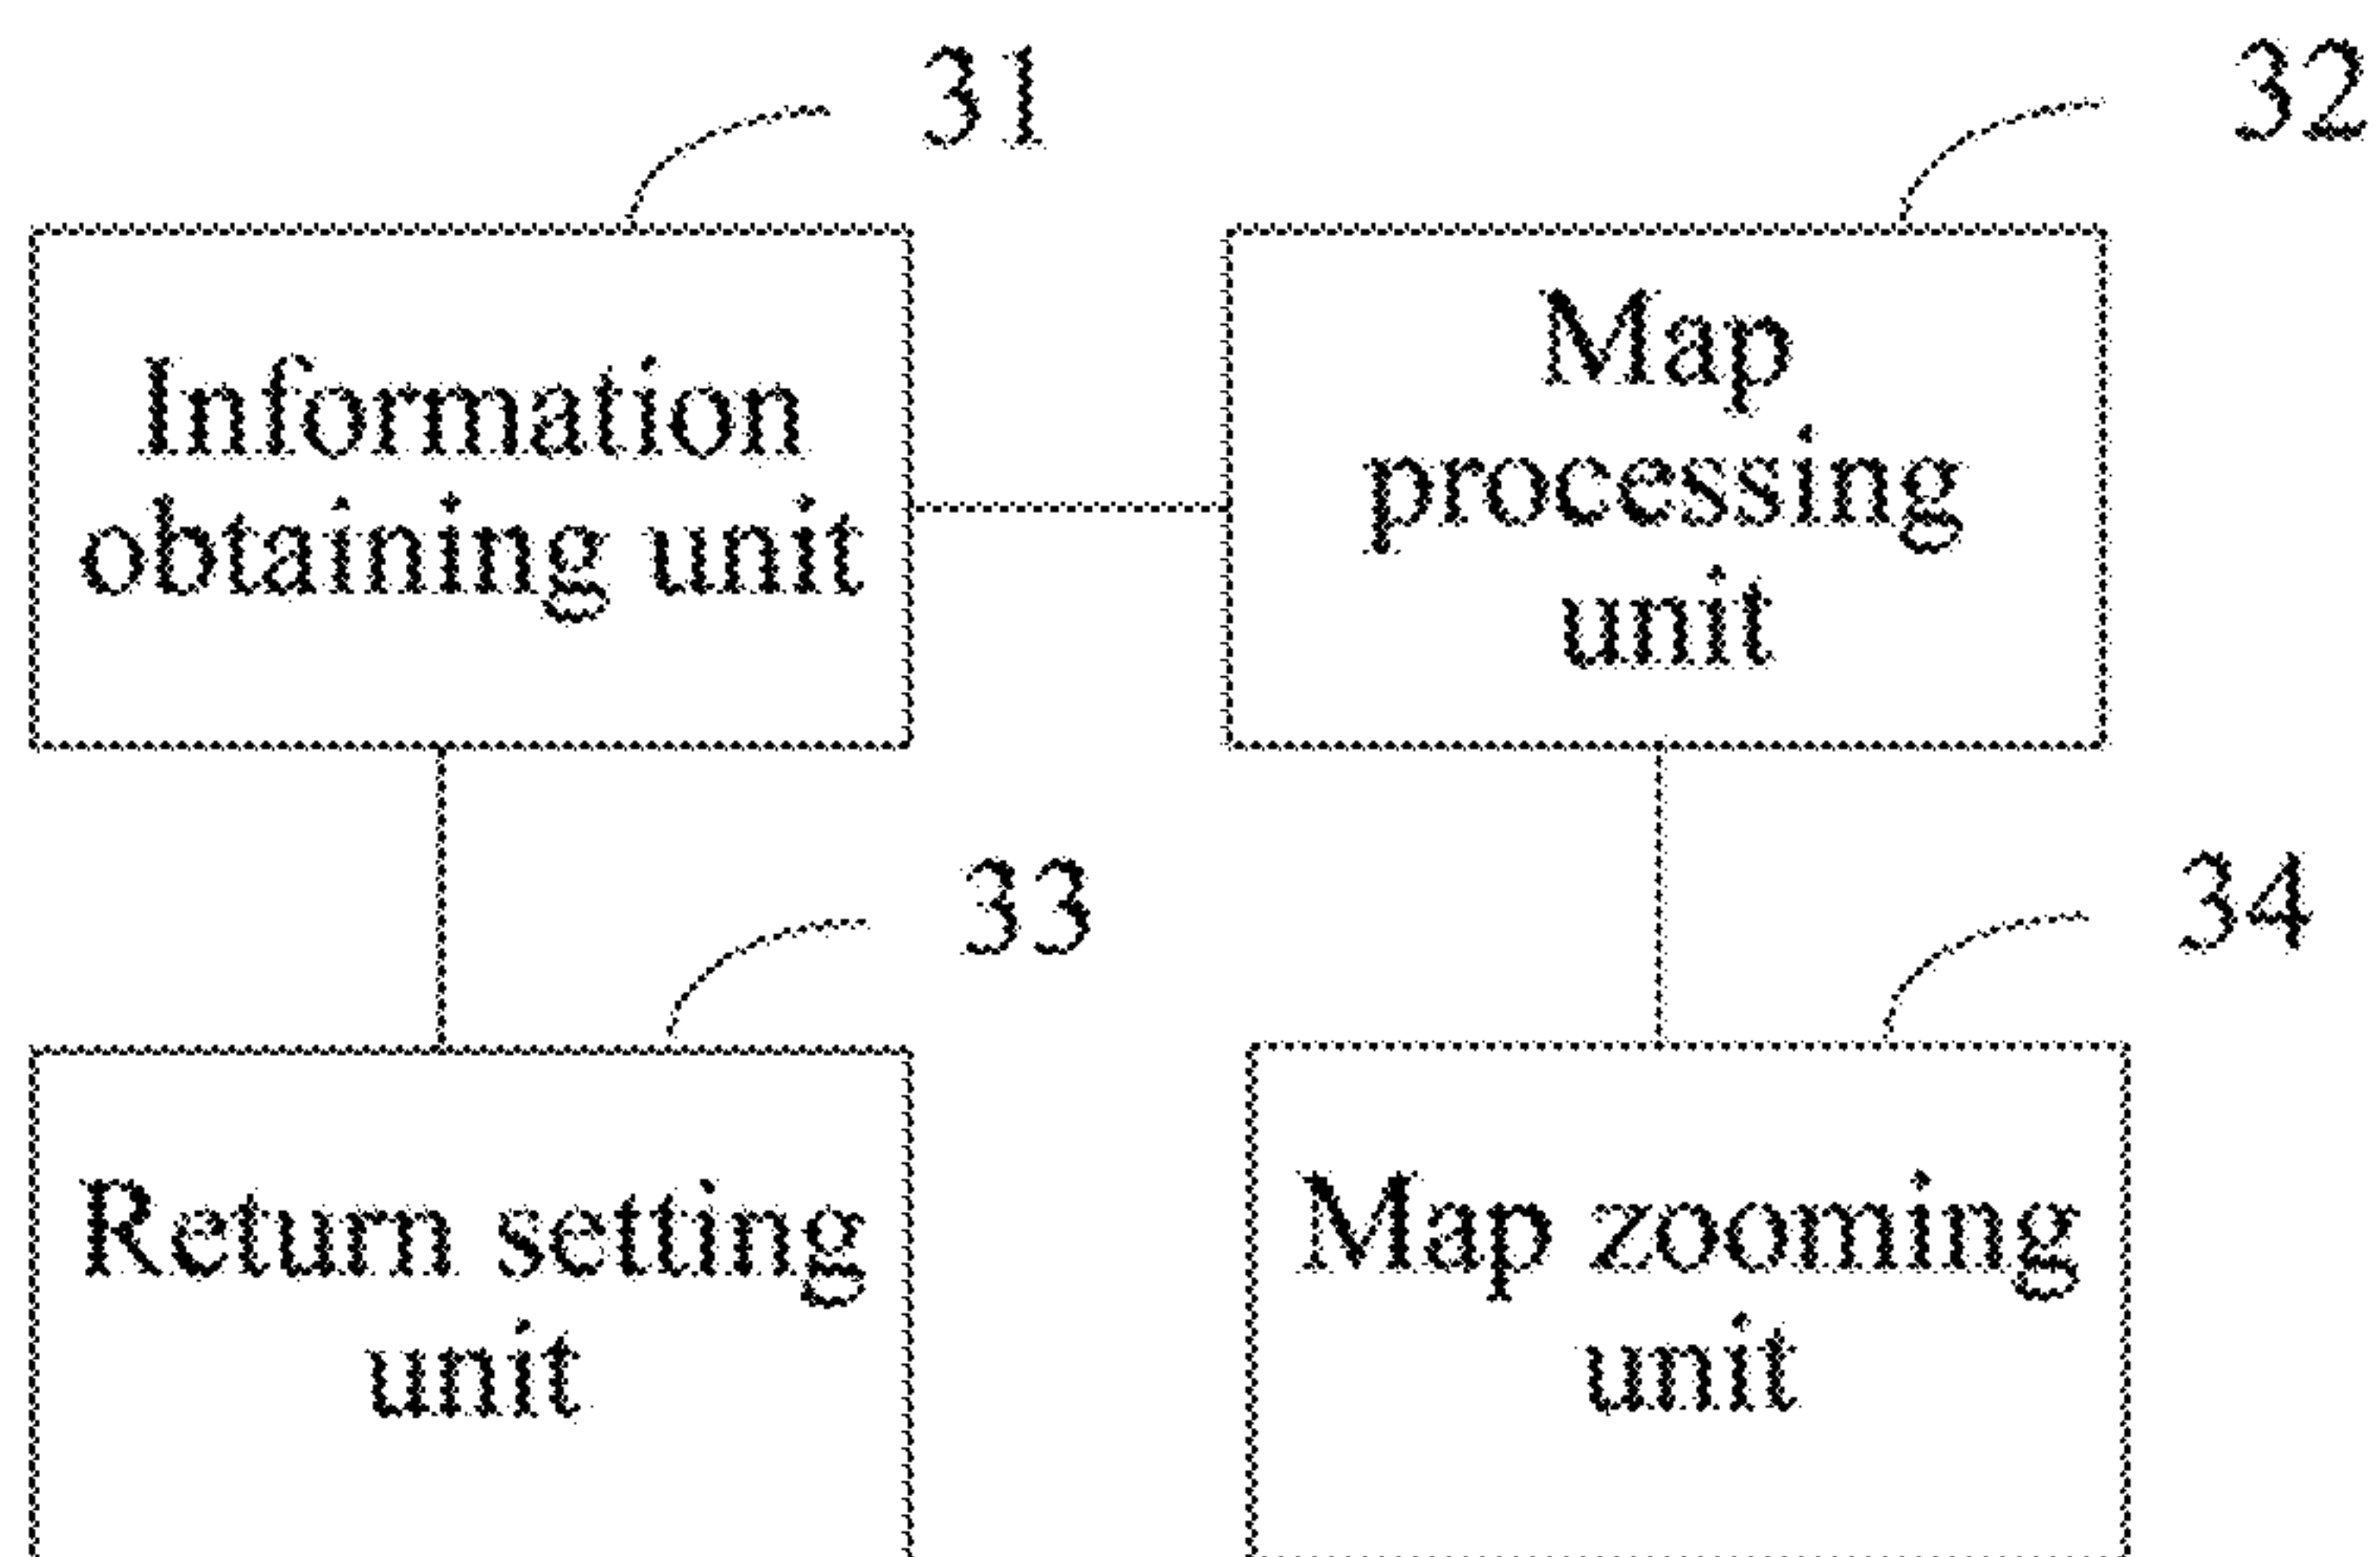 31
32
Information
obtaining unit
Map
processing
unit
33
34
Return setting
unit
Map zooming
unit